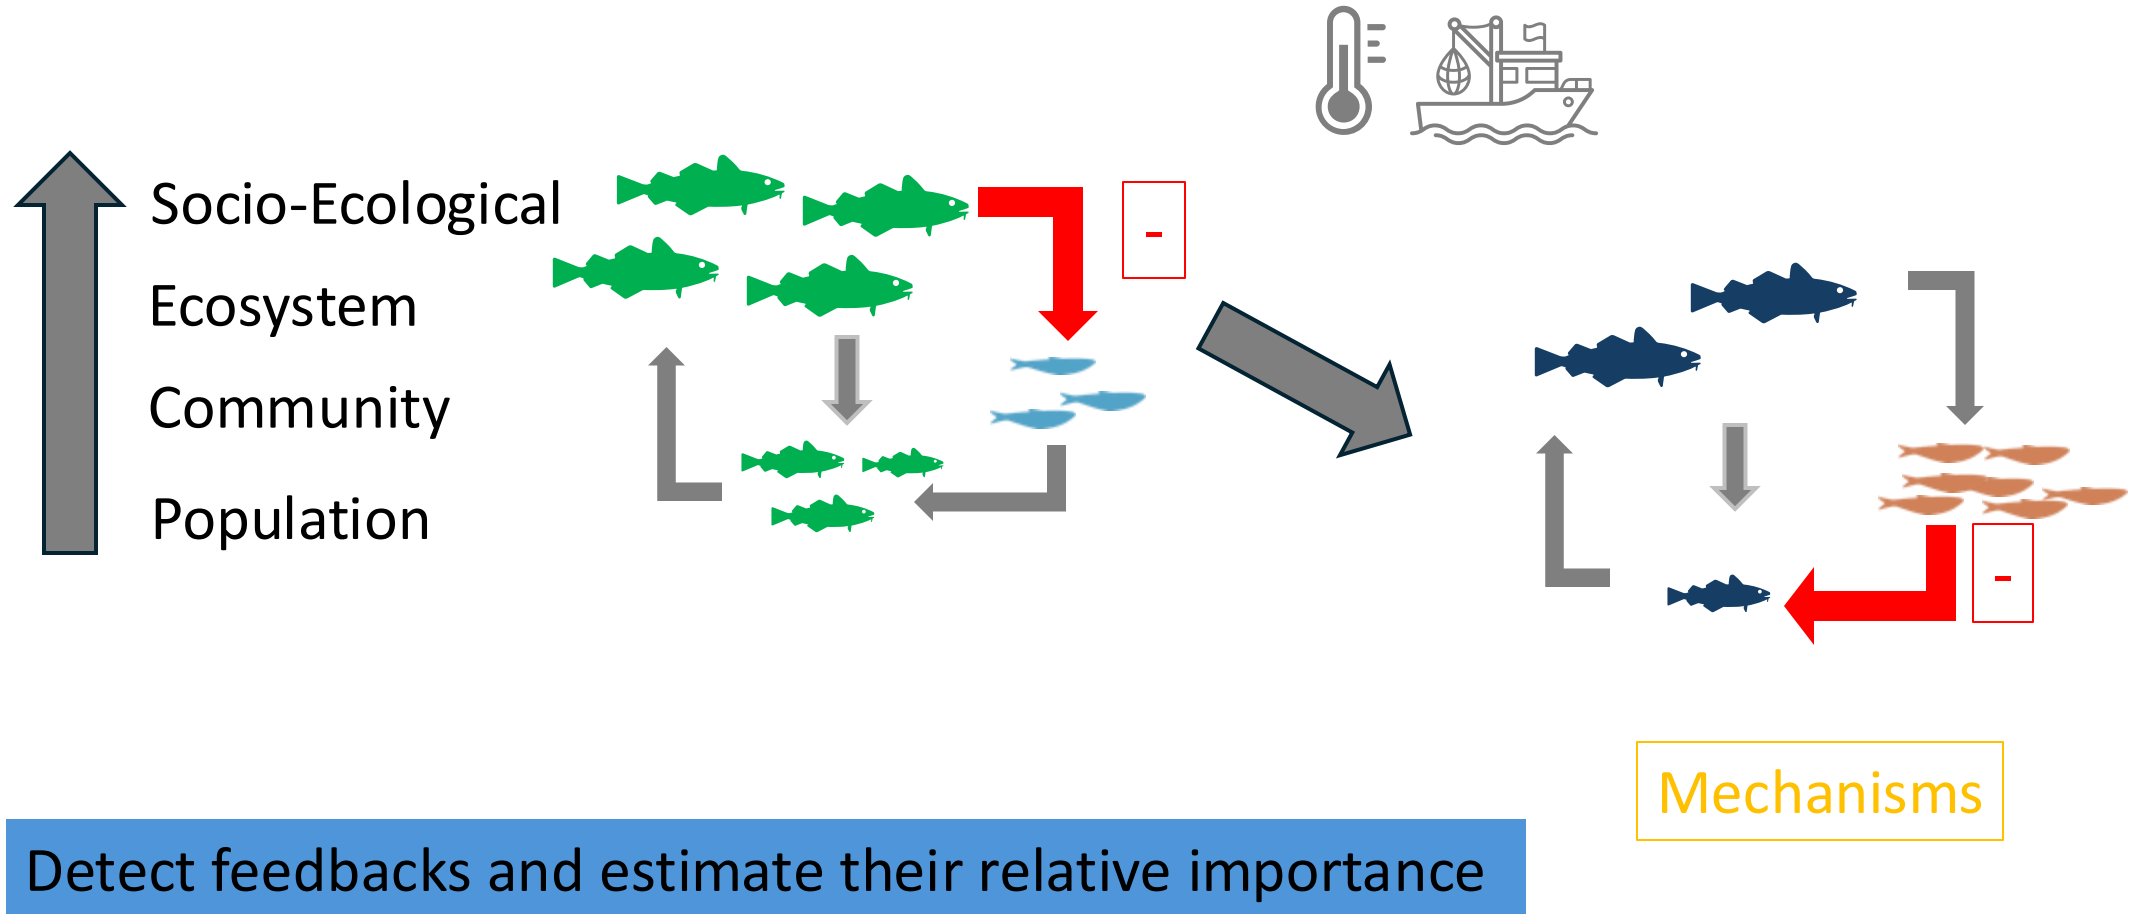 Socio-Ecological
Ecosystem
Community
Population
-
-
Mechanisms
Detect feedbacks and estimate their relative importance